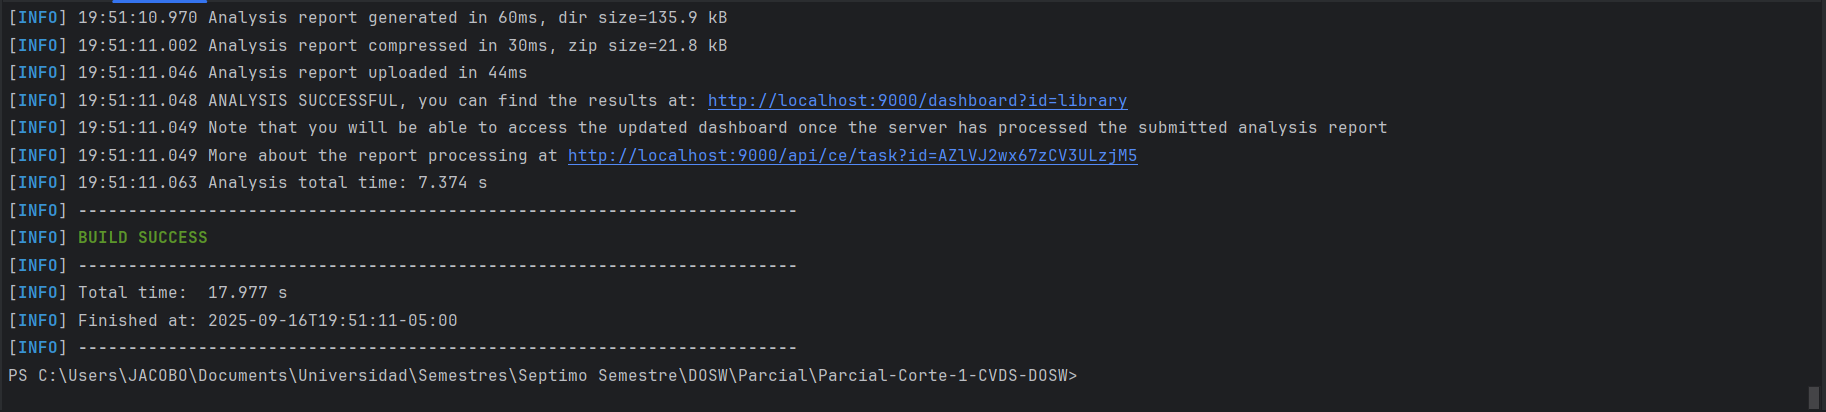 [INFO] 19:51:10.970 Analysis report generated in 60ms, dir size=135.9 kB
[INFO] 19:51:11.002 Analysis report compressed in 30ms, zip size=21.8 kB
[INFO] 19:51:11.046 Analysis report uploaded in 44ms
[INFO] 19:51:11.048 ANALYSIS SUCCESSFUL, you can find the results at: http://localhost:9000/dashboard?id=library
[INFO] 19:51:11.049 Note that you will be able to access the updated dashboard once the server has processed the submitted analysis report
[INFO] 19:51:11.049 More about the report processing at http://localhost:9000/api/ce/task?id=AZlVJ2wx67zCV3ULzjM5
[INFO] 19:51:11.063 Analysis total time: 7.374 s
[INFO] ------------------------------------------------------------------------
[INFO] BUILD SUCCESS
[INFO] ------------------------------------------------------------------------
[INFO] Total time:  17.977 s
[INFO] Finished at: 2025-09-16T19:51:11-05:00
[INFO] ------------------------------------------------------------------------
PS C:\Users\JACOBO\Documents\Universidad\Semestres\Septimo Semestre\DOSW\Parcial\Parcial-Corte-1-CVDS-DOSW>